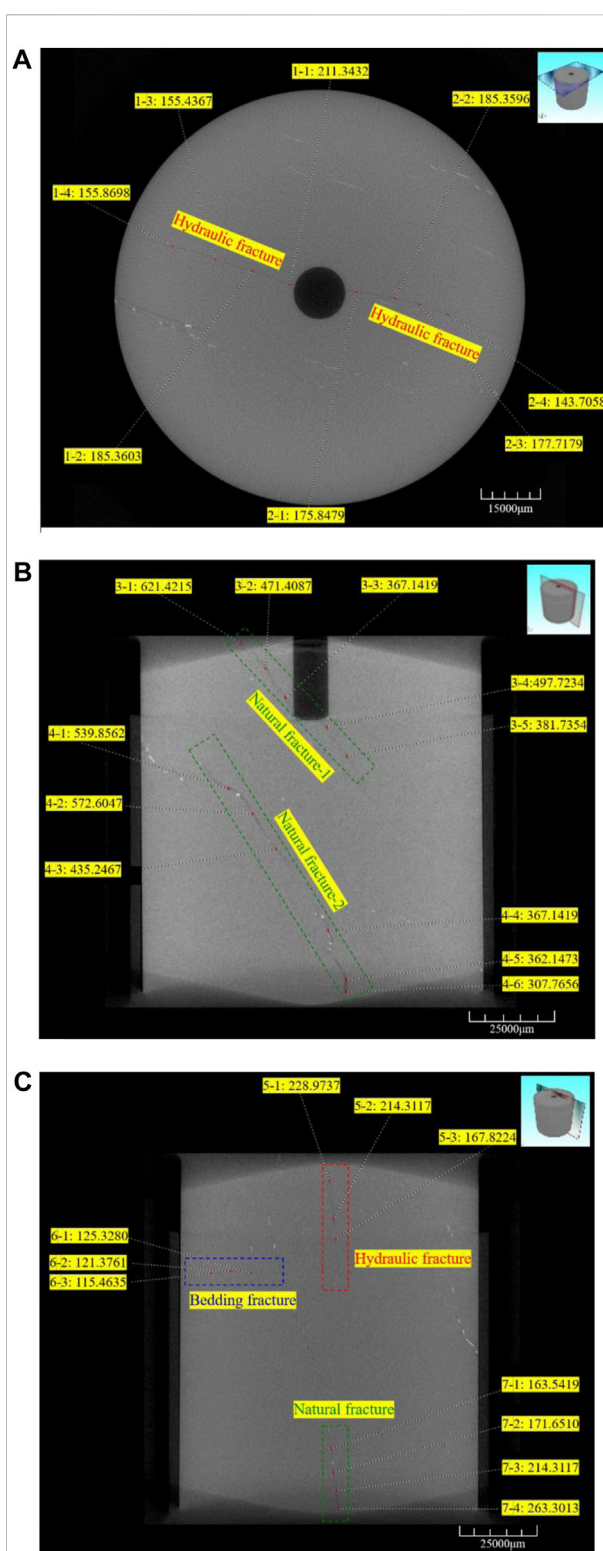 A
1-1: 211.3432
1-3: 155.4367
2-2: 185.3596
1-4: 155.8698
Hydraulic fracture
Hydraulic fracture
2-4: 143.7058
1-2: 185.3603
2-3: 177.7179
2-1: 175.8479
15000μm
B
3-1: 621.4215
3-2: 471.4087
3-3: 367.1419
3-4:497.7234
Natural fracture-1
3-5: 381.7354
4-1: 539.8562
4-2: 572.6047
Natural fracture-2
4-3: 435.2467
4-4: 367.1419
4-5: 362.1473
4-6: 307.7656
25000μm
C
5-1: 228.9737
5-2: 214.3117
5-3: 167.8224
6-1: 125.3280
6-2: 121.3761
6-3: 115.4635
Hydraulic fracture
Bedding fracture
7-1: 163.5419
Natural fracture
7-2: 171.6510
7-3: 214.3117
7-4: 263.3013
25000μm